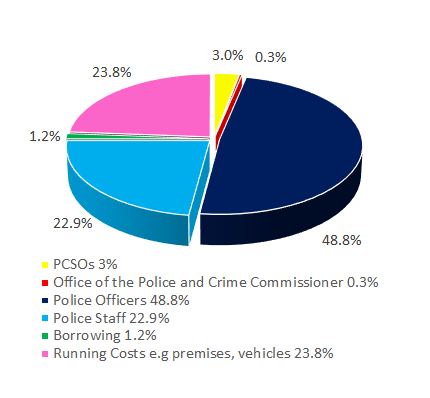 3.0%
0.3%
23.8%
1.2%
22.9%
48.8%
PCSOs 3%
Office of the Police and Crime Commissioner 0.3%
Police Officers 48.8%
Police Staff 22.9%
Borrowing 1.2%
Running Costs e.g premises, vehicles 23.8%